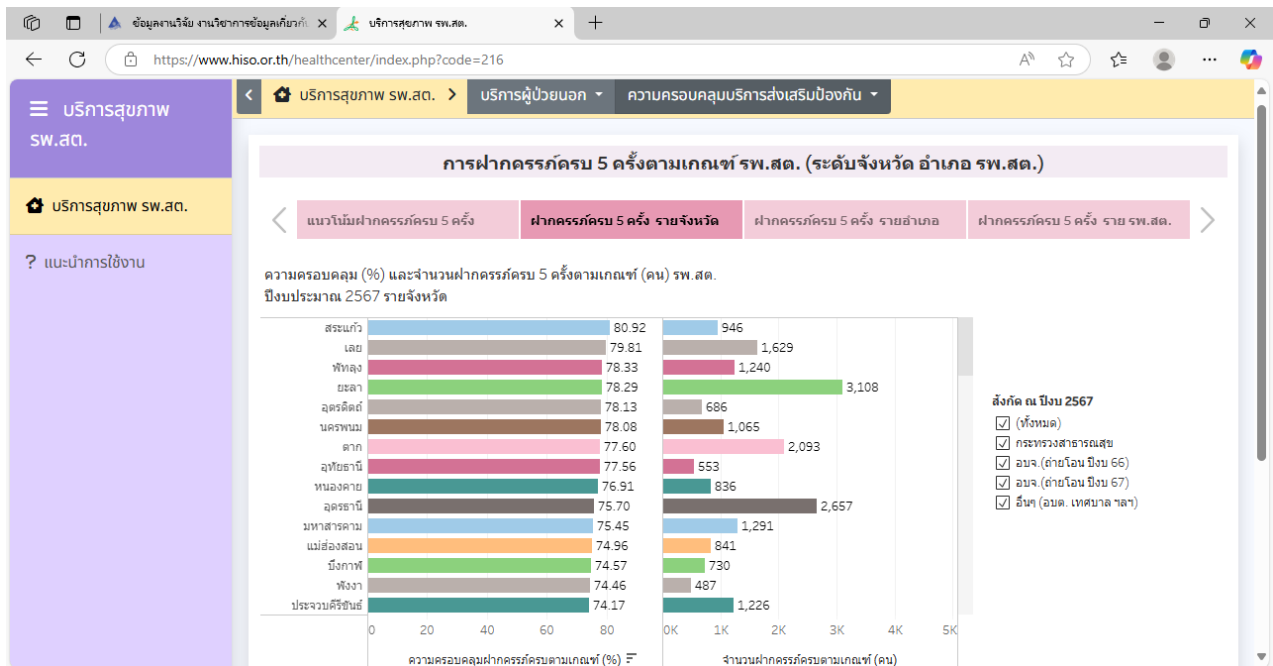 ข้อมูลงานวิจัย งานวิชาการข้อมูลเกี่ยวกั
บริการสุขภาพ รพ.สต.
https://www.hiso.or.th/healthcenter/index.php?code=216
บริการสุขภาพ รพ.สต.
บริการสุขภาพ รพ.สต.
? แนะนำการใช้งาน
บริการสุขภาพ รพ.สต. บริการผู้ป่วยนอก ความครอบคลุมบริการส่งเสริมป้องกัน
การฝากครรภ์ครบ 5 ครั้งตามเกณฑ์ รพ.สต. (ระดับจังหวัด อำเภอ รพ.สต.)
แนวโน้มฝากครรภ์ครบ 5 ครั้ง ฝากครรภ์ครบ 5 ครั้ง รายจังหวัด ฝากครรภ์ครบ 5 ครั้ง รายอำเภอ ฝากครรภ์ครบ 5 ครั้ง ราย รพ.สต.
ความครอบคลุม (%) และจำนวนฝากครรภ์ครบ 5 ครั้งตามเกณฑ์ (คน) รพ.สต.
ปีงบประมาณ 2567 รายจังหวัด
สระแก้ว 80.92 946
เลย 79.81 1,629
พัทลุง 78.33 1,240
ยะลา 78.29 3,108
อุตรดิตถ์ 78.13 686
นครพนม 78.08 1,065
ตาก 77.60 2,093
อุทัยธานี 77.56 553
หนองคาย 76.91 836
อุดรธานี 75.70 2,657
มหาสารคาม 75.45 1,291
แม่ฮ่องสอน 74.96 841
บึงกาฬ 74.57 730
พังงา 74.46 487
ประจวบคีรีขันธ์ 74.17 1,226
0 20 40 60 80 0K 1K 2K 3K 4K 5K
ความครอบคลุมฝากครรภ์ครบตามเกณฑ์ (%) จำนวนฝากครรภ์ครบตามเกณฑ์ (คน)
สังกัด ณ ปีงบ 2567
(ทั้งหมด)
กระทรวงสาธารณสุข
อบจ.(ถ่ายโอน ปีงบ 66)
อบจ.(ถ่ายโอน ปีงบ 67)
อื่นๆ (อบต. เทศบาล ฯลฯ)